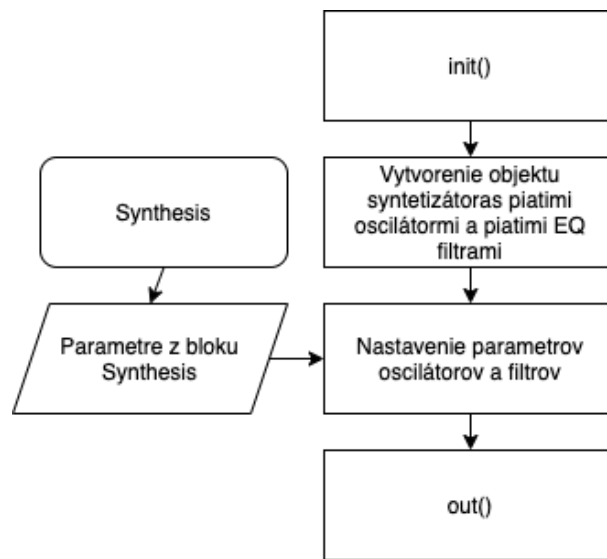 init()
Vytvorenie objektu
syntetizátoras piatimi
oscilátormi a piatimi EQ
filtrami
Synthesis
Parametre z bloku
Synthesis
Nastavenie parametrov
oscilátorov a filtrov
out()